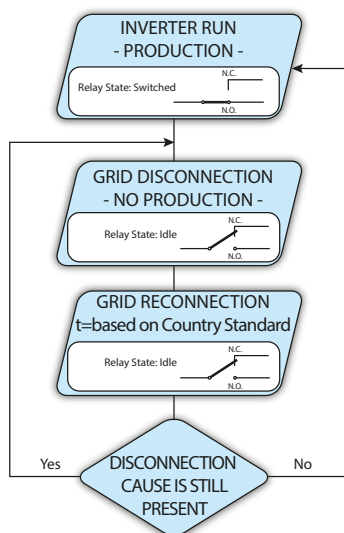 INVERTER RUN
- PRODUCTION -
N.C.
Relay State: Switched
N.O.
GRID DISCONNECTION
- NO PRODUCTION -
N.C.
Relay State: Idle
N.O.
GRID RECONNECTION
t=based on Country Standard
N.C.
Relay State: Idle
N.O.
Yes
DISCONNECTION
No
CAUSE IS STILL
PRESENT